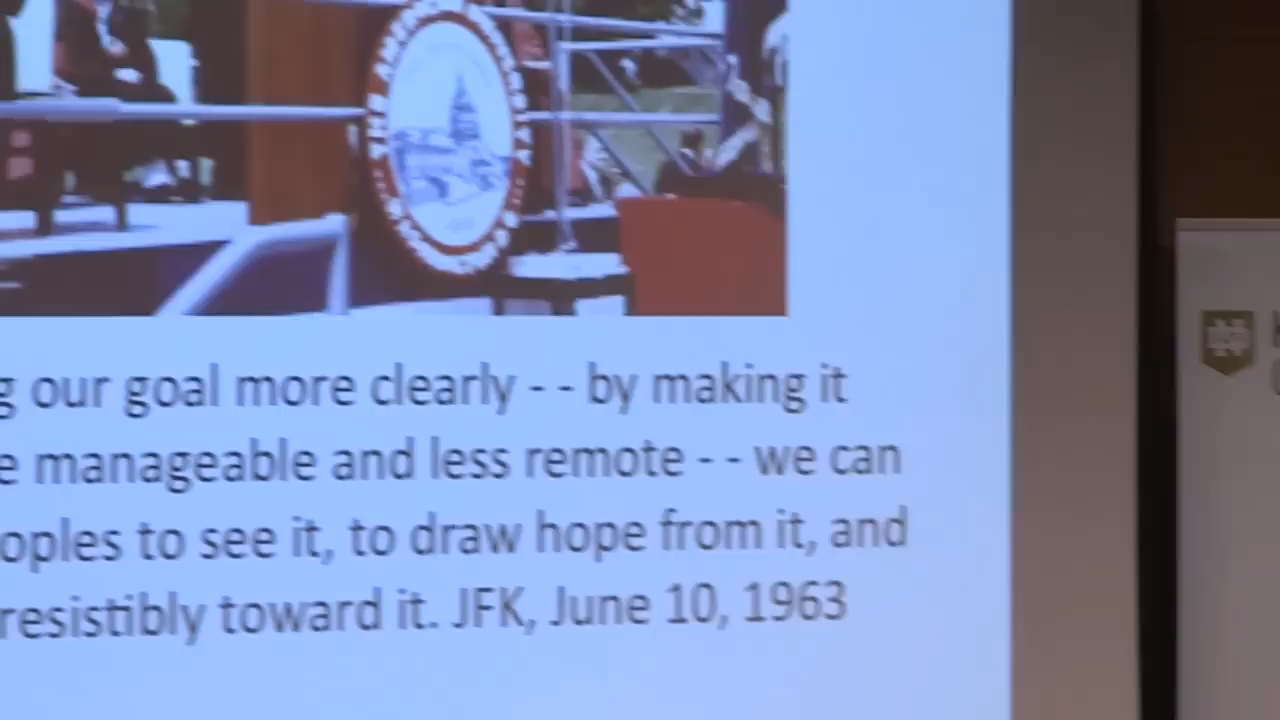 our goal more clearly - - by making it
manageable and less remote - - we can
oples to see it, to draw hope from it, and
resistibly toward it. JFK, June 10, 1963